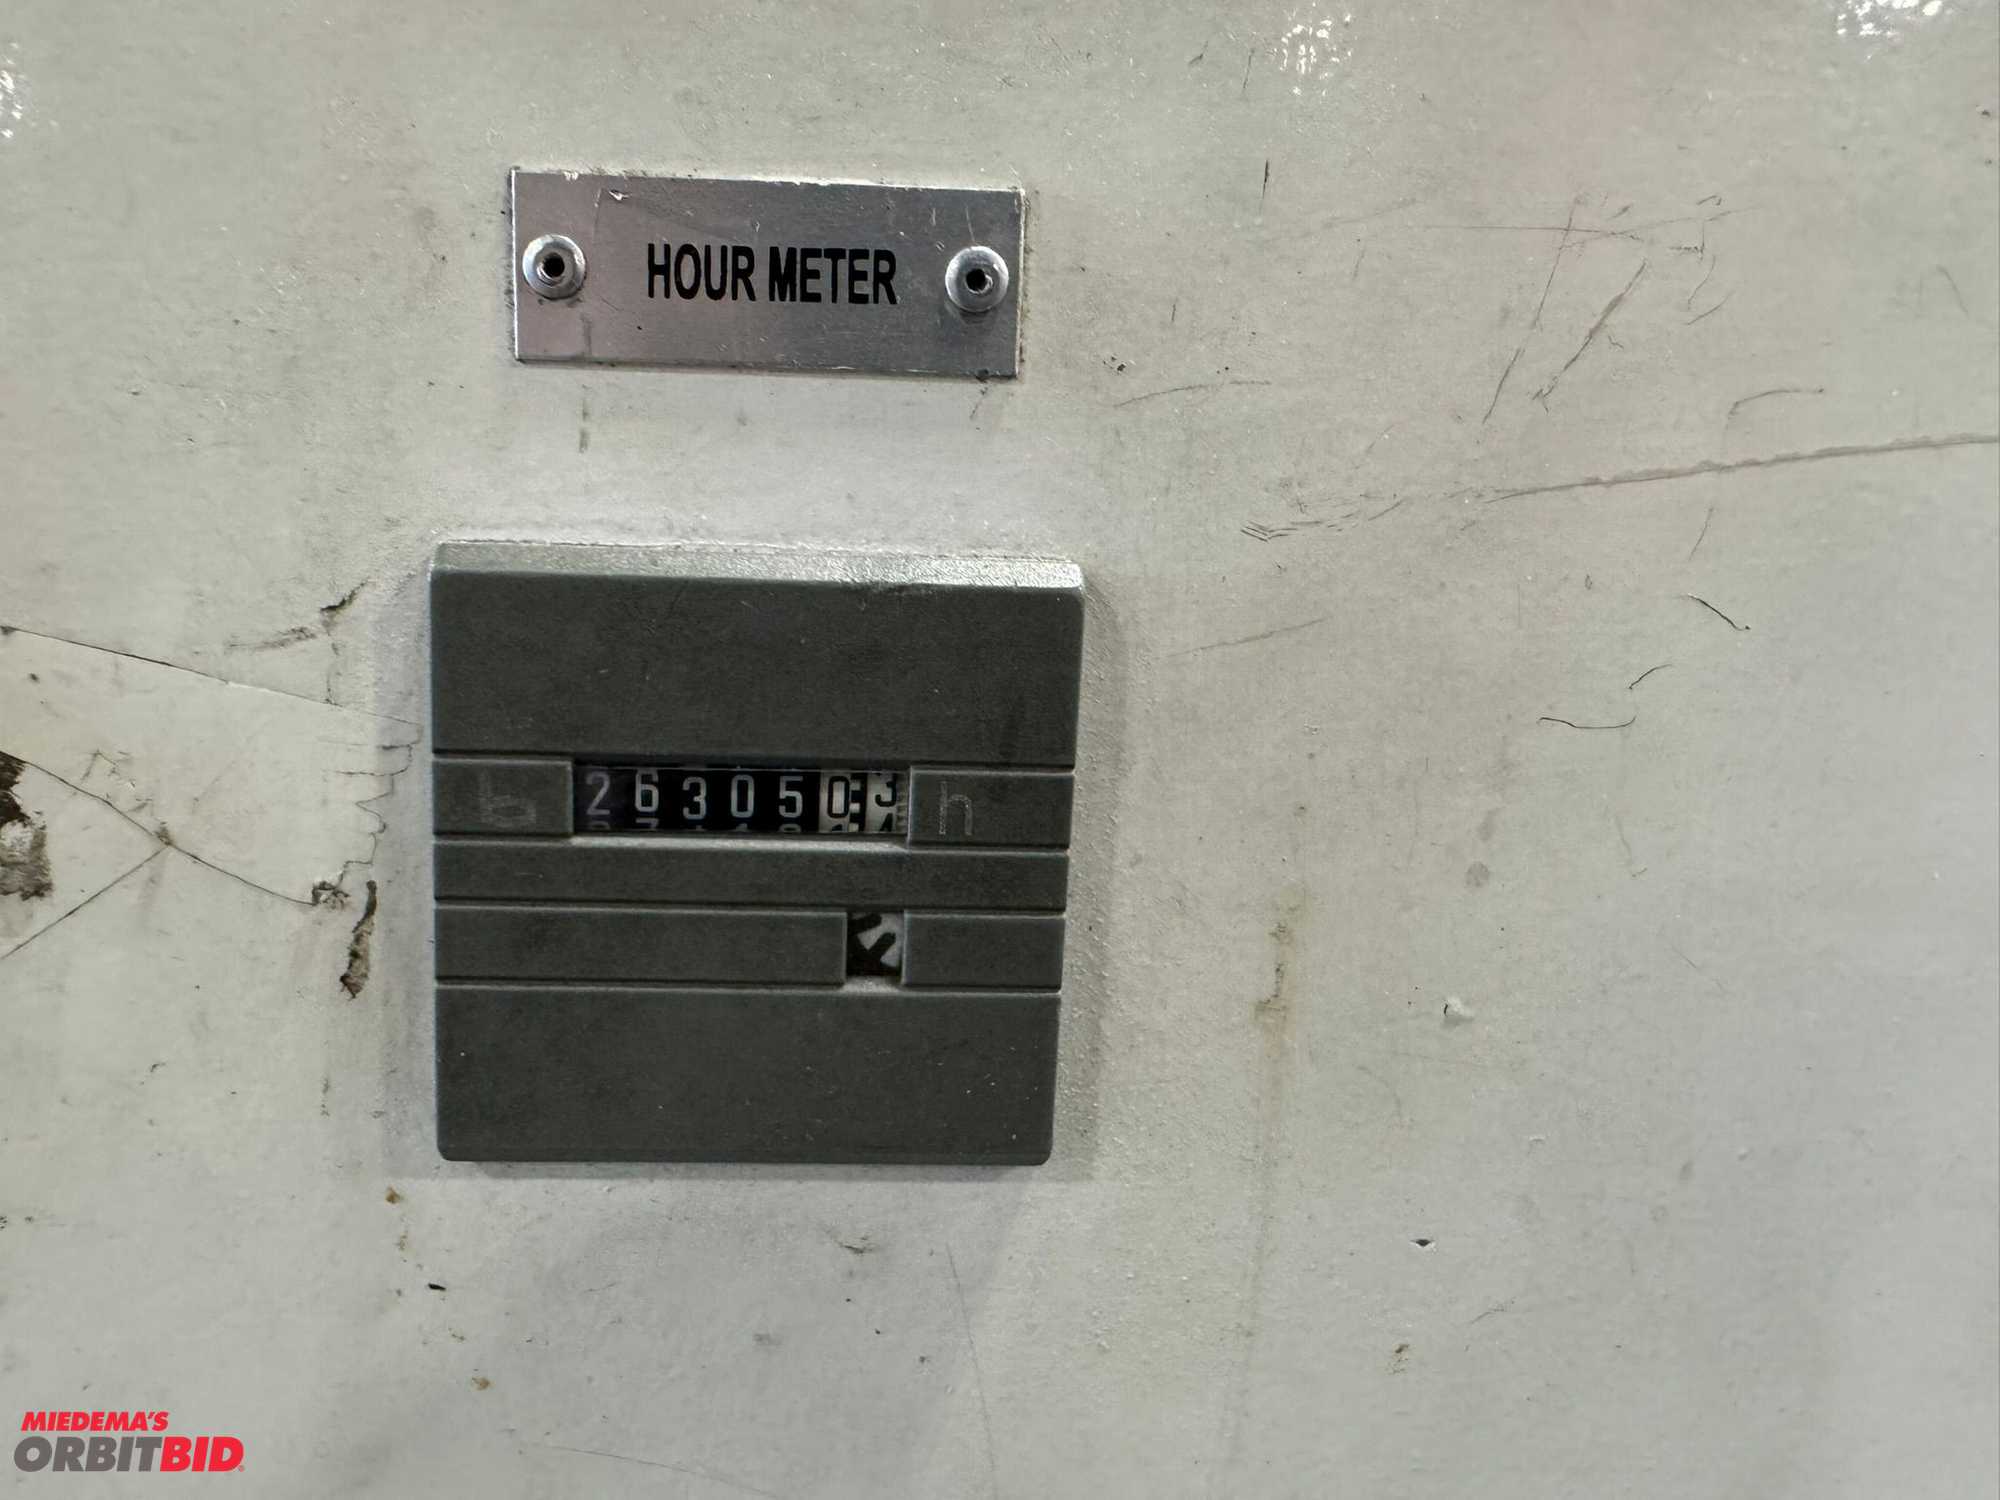 HOUR METER
b 2630503 h
MIEDEMA'S
ORBITBID